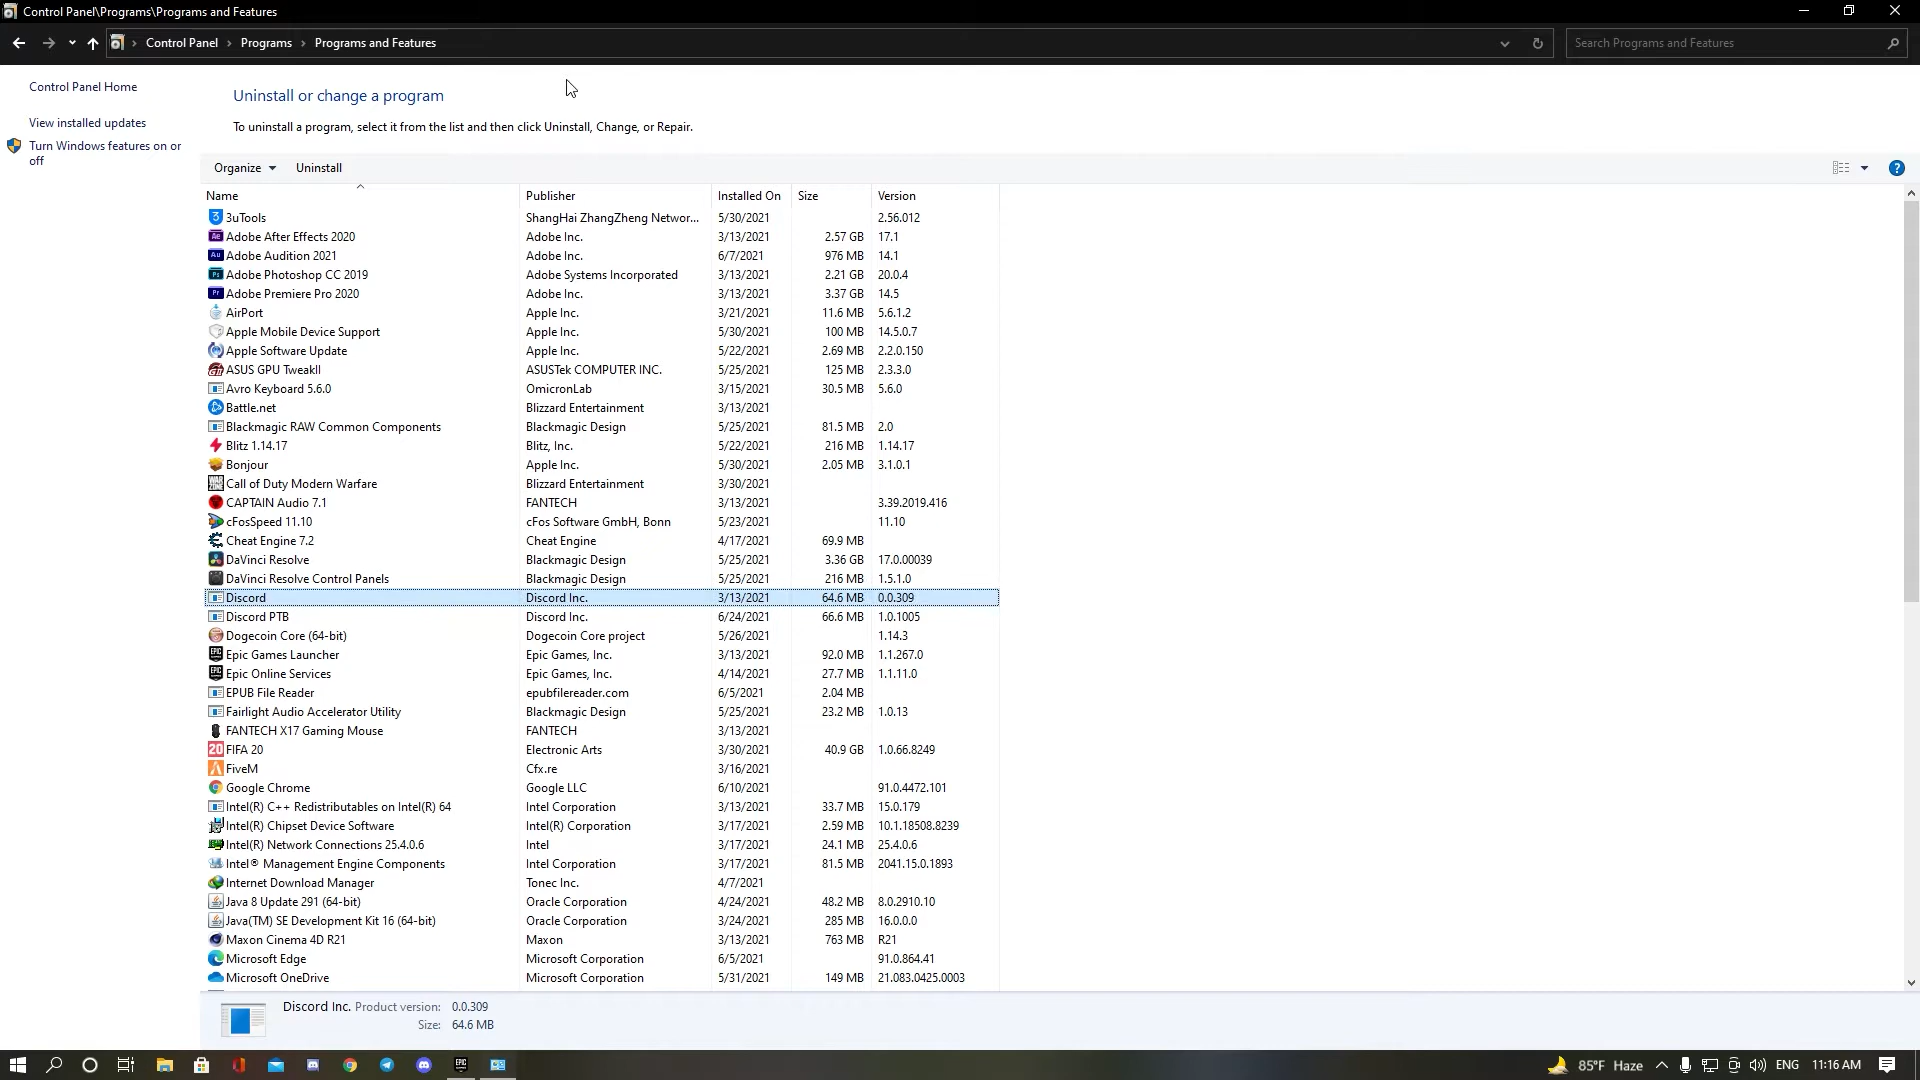 Control Panel\Programs\Programs and Features
Control Panel > Programs > Programs and Features
Search Programs and Features
Control Panel Home
View installed updates
Turn Windows features on or
off
Uninstall or change a program
To uninstall a program, select it from the list and then click Uninstall, Change, or Repair.
Organize Uninstall
Name Publisher Installed On Size Version
3uTools ShangHai ZhangZheng Networ... 5/30/2021 2.56.012
Adobe After Effects 2020 Adobe Inc. 3/13/2021 2.57 GB 17.1
Adobe Audition 2021 Adobe Inc. 6/7/2021 976 MB 14.1
Adobe Photoshop CC 2019 Adobe Systems Incorporated 3/13/2021 2.21 GB 20.0.4
Adobe Premiere Pro 2020 Adobe Inc. 3/13/2021 3.37 GB 14.5
AirPort Apple Inc. 3/21/2021 11.6 MB 5.6.1.2
Apple Mobile Device Support Apple Inc. 5/30/2021 100 MB 14.5.0.7
Apple Software Update Apple Inc. 5/22/2021 2.69 MB 2.2.0.150
ASUS GPU TweakII ASUSTek COMPUTER INC. 5/25/2021 125 MB 2.3.3.0
Avro Keyboard 5.6.0 OmicronLab 3/15/2021 30.5 MB 5.6.0
Battle.net Blizzard Entertainment 3/13/2021
Blackmagic RAW Common Components Blackmagic Design 5/25/2021 81.5 MB 2.0
Blitz 1.14.17 Blitz, Inc. 5/22/2021 216 MB 1.14.17
Bonjour Apple Inc. 5/30/2021 2.05 MB 3.1.0.1
Call of Duty Modern Warfare Blizzard Entertainment 3/30/2021
CAPTAIN Audio 7.1 FANTECH 3/13/2021 3.39.2019.416
cFosSpeed 11.10 cFos Software GmbH, Bonn 5/23/2021 11.10
Cheat Engine 7.2 Cheat Engine 4/17/2021 69.9 MB
DaVinci Resolve Blackmagic Design 5/25/2021 3.36 GB 17.0.00039
DaVinci Resolve Control Panels Blackmagic Design 5/25/2021 216 MB 1.5.1.0
Discord Discord Inc. 3/13/2021 64.6 MB 0.0.309
Discord PTB Discord Inc. 6/24/2021 66.6 MB 1.0.1005
Dogecoin Core (64-bit) Dogecoin Core project 5/26/2021 1.14.3
Epic Games Launcher Epic Games, Inc. 3/13/2021 92.0 MB 1.1.267.0
Epic Online Services Epic Games, Inc. 4/14/2021 27.7 MB 1.1.11.0
EPUB File Reader epubfilereader.com 6/5/2021 2.04 MB
Fairlight Audio Accelerator Utility Blackmagic Design 5/25/2021 23.2 MB 1.0.13
FANTECH X17 Gaming Mouse FANTECH 3/13/2021
FIFA 20 Electronic Arts 3/30/2021 40.9 GB 1.0.66.8249
FiveM Cfx.re 3/16/2021
Google Chrome Google LLC 6/10/2021 91.0.4472.101
Intel(R) C++ Redistributables on Intel(R) 64 Intel Corporation 3/13/2021 33.7 MB 15.0.179
Intel(R) Chipset Device Software Intel(R) Corporation 3/17/2021 2.59 MB 10.1.18508.8239
Intel(R) Network Connections 25.4.0.6 Intel 3/17/2021 24.1 MB 25.4.0.6
Intel® Management Engine Components Intel Corporation 3/17/2021 81.5 MB 2041.15.0.1893
Internet Download Manager Tonec Inc. 4/7/2021
Java 8 Update 291 (64-bit) Oracle Corporation 4/24/2021 48.2 MB 8.0.2910.10
Java(TM) SE Development Kit 16 (64-bit) Oracle Corporation 3/24/2021 285 MB 16.0.0.0
Maxon Cinema 4D R21 Maxon 3/13/2021 763 MB R21
Microsoft Edge Microsoft Corporation 6/5/2021 91.0.864.41
Microsoft OneDrive Microsoft Corporation 5/31/2021 149 MB 21.083.0425.0003
Discord Inc. Product version: 0.0.309
Size: 64.6 MB
85°F Haze ENG 11:16 AM